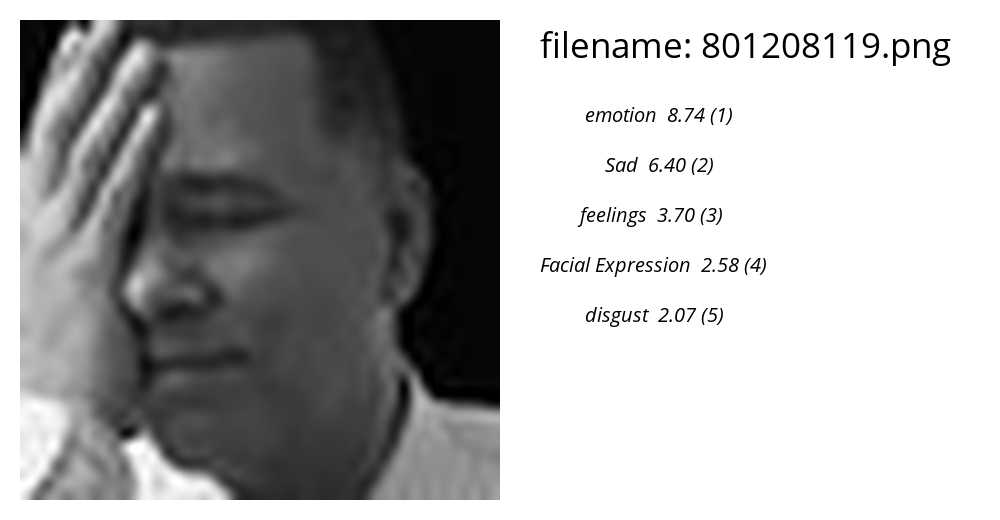 filename: 801208119.png
emotion 8.74 (1)
Sad 6.40 (2)
feelings 3.70 (3)
Facial Expression 2.58 (4)
disgust 2.07 (5)